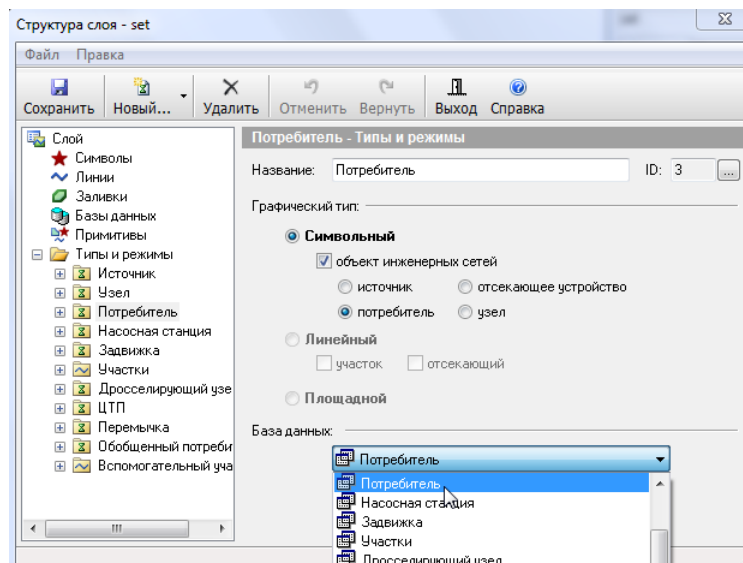 Структура слоя - set
Файл Правка
Сохранить Новый... Удалить Отменить Вернуть Выход Справка
Слой
Символы
Линии
Заливки
Базы данных
Примитивы
Типы и режимы
Источник
Узел
Потребитель
Насосная станция
Задвижка
Участки
Дросселирующий узе
ЦТП
Перемычка
Обобщенный потреби
Вспомогательный уча
Потребитель - Типы и режимы
Название: Потребитель ID: 3 ...
Графический тип:
Символьный
объект инженерных сетей
источник отсекающее устройство
потребитель узел
Линейный
участок отсекающий
Площадной
База данных:
Потребитель
Потребитель
Насосная станция
Задвижка
Участки
Дросселирующий узел